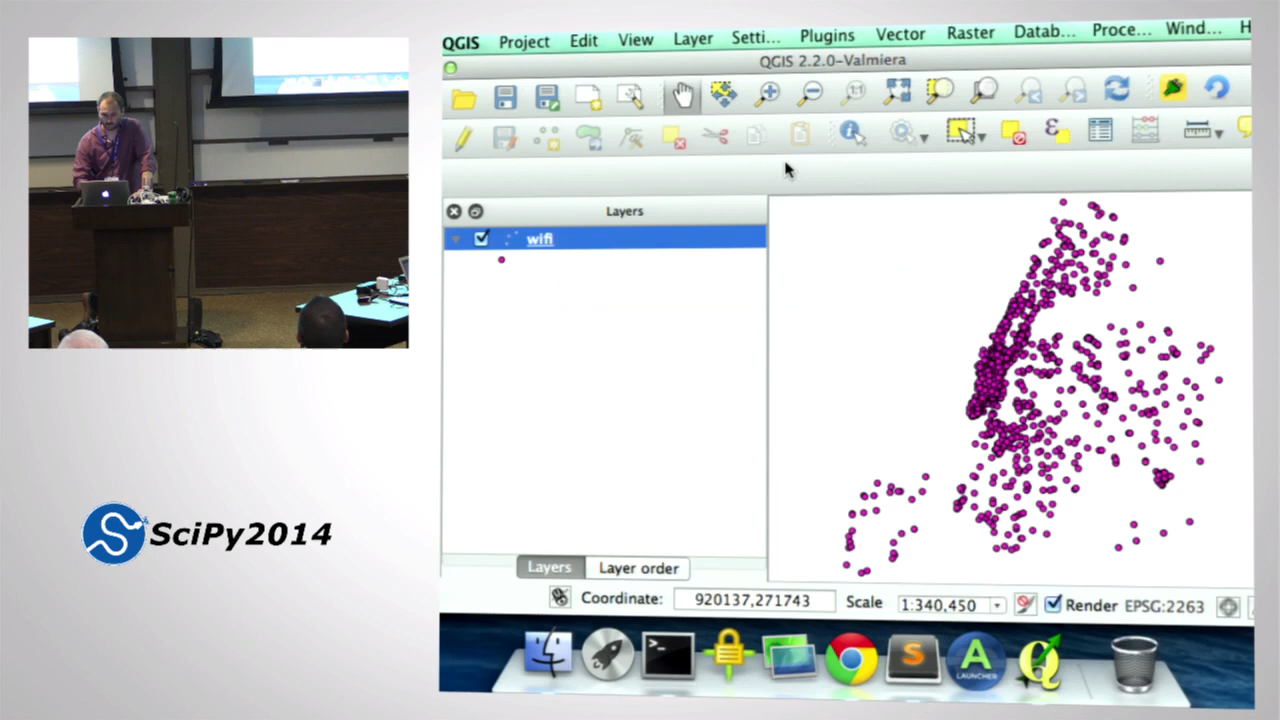 QGIS Project Edit View Layer Setti... Plugins Vector Raster Datab... Proce... Wind... H
QGIS 2.2.0-Valmiera
Layers
wifi
SciPy2014
Layers Layer order
Coordinate: 920137,271743 Scale 1:340,450 Render EPSG:2263
S
A
LAUNCHER